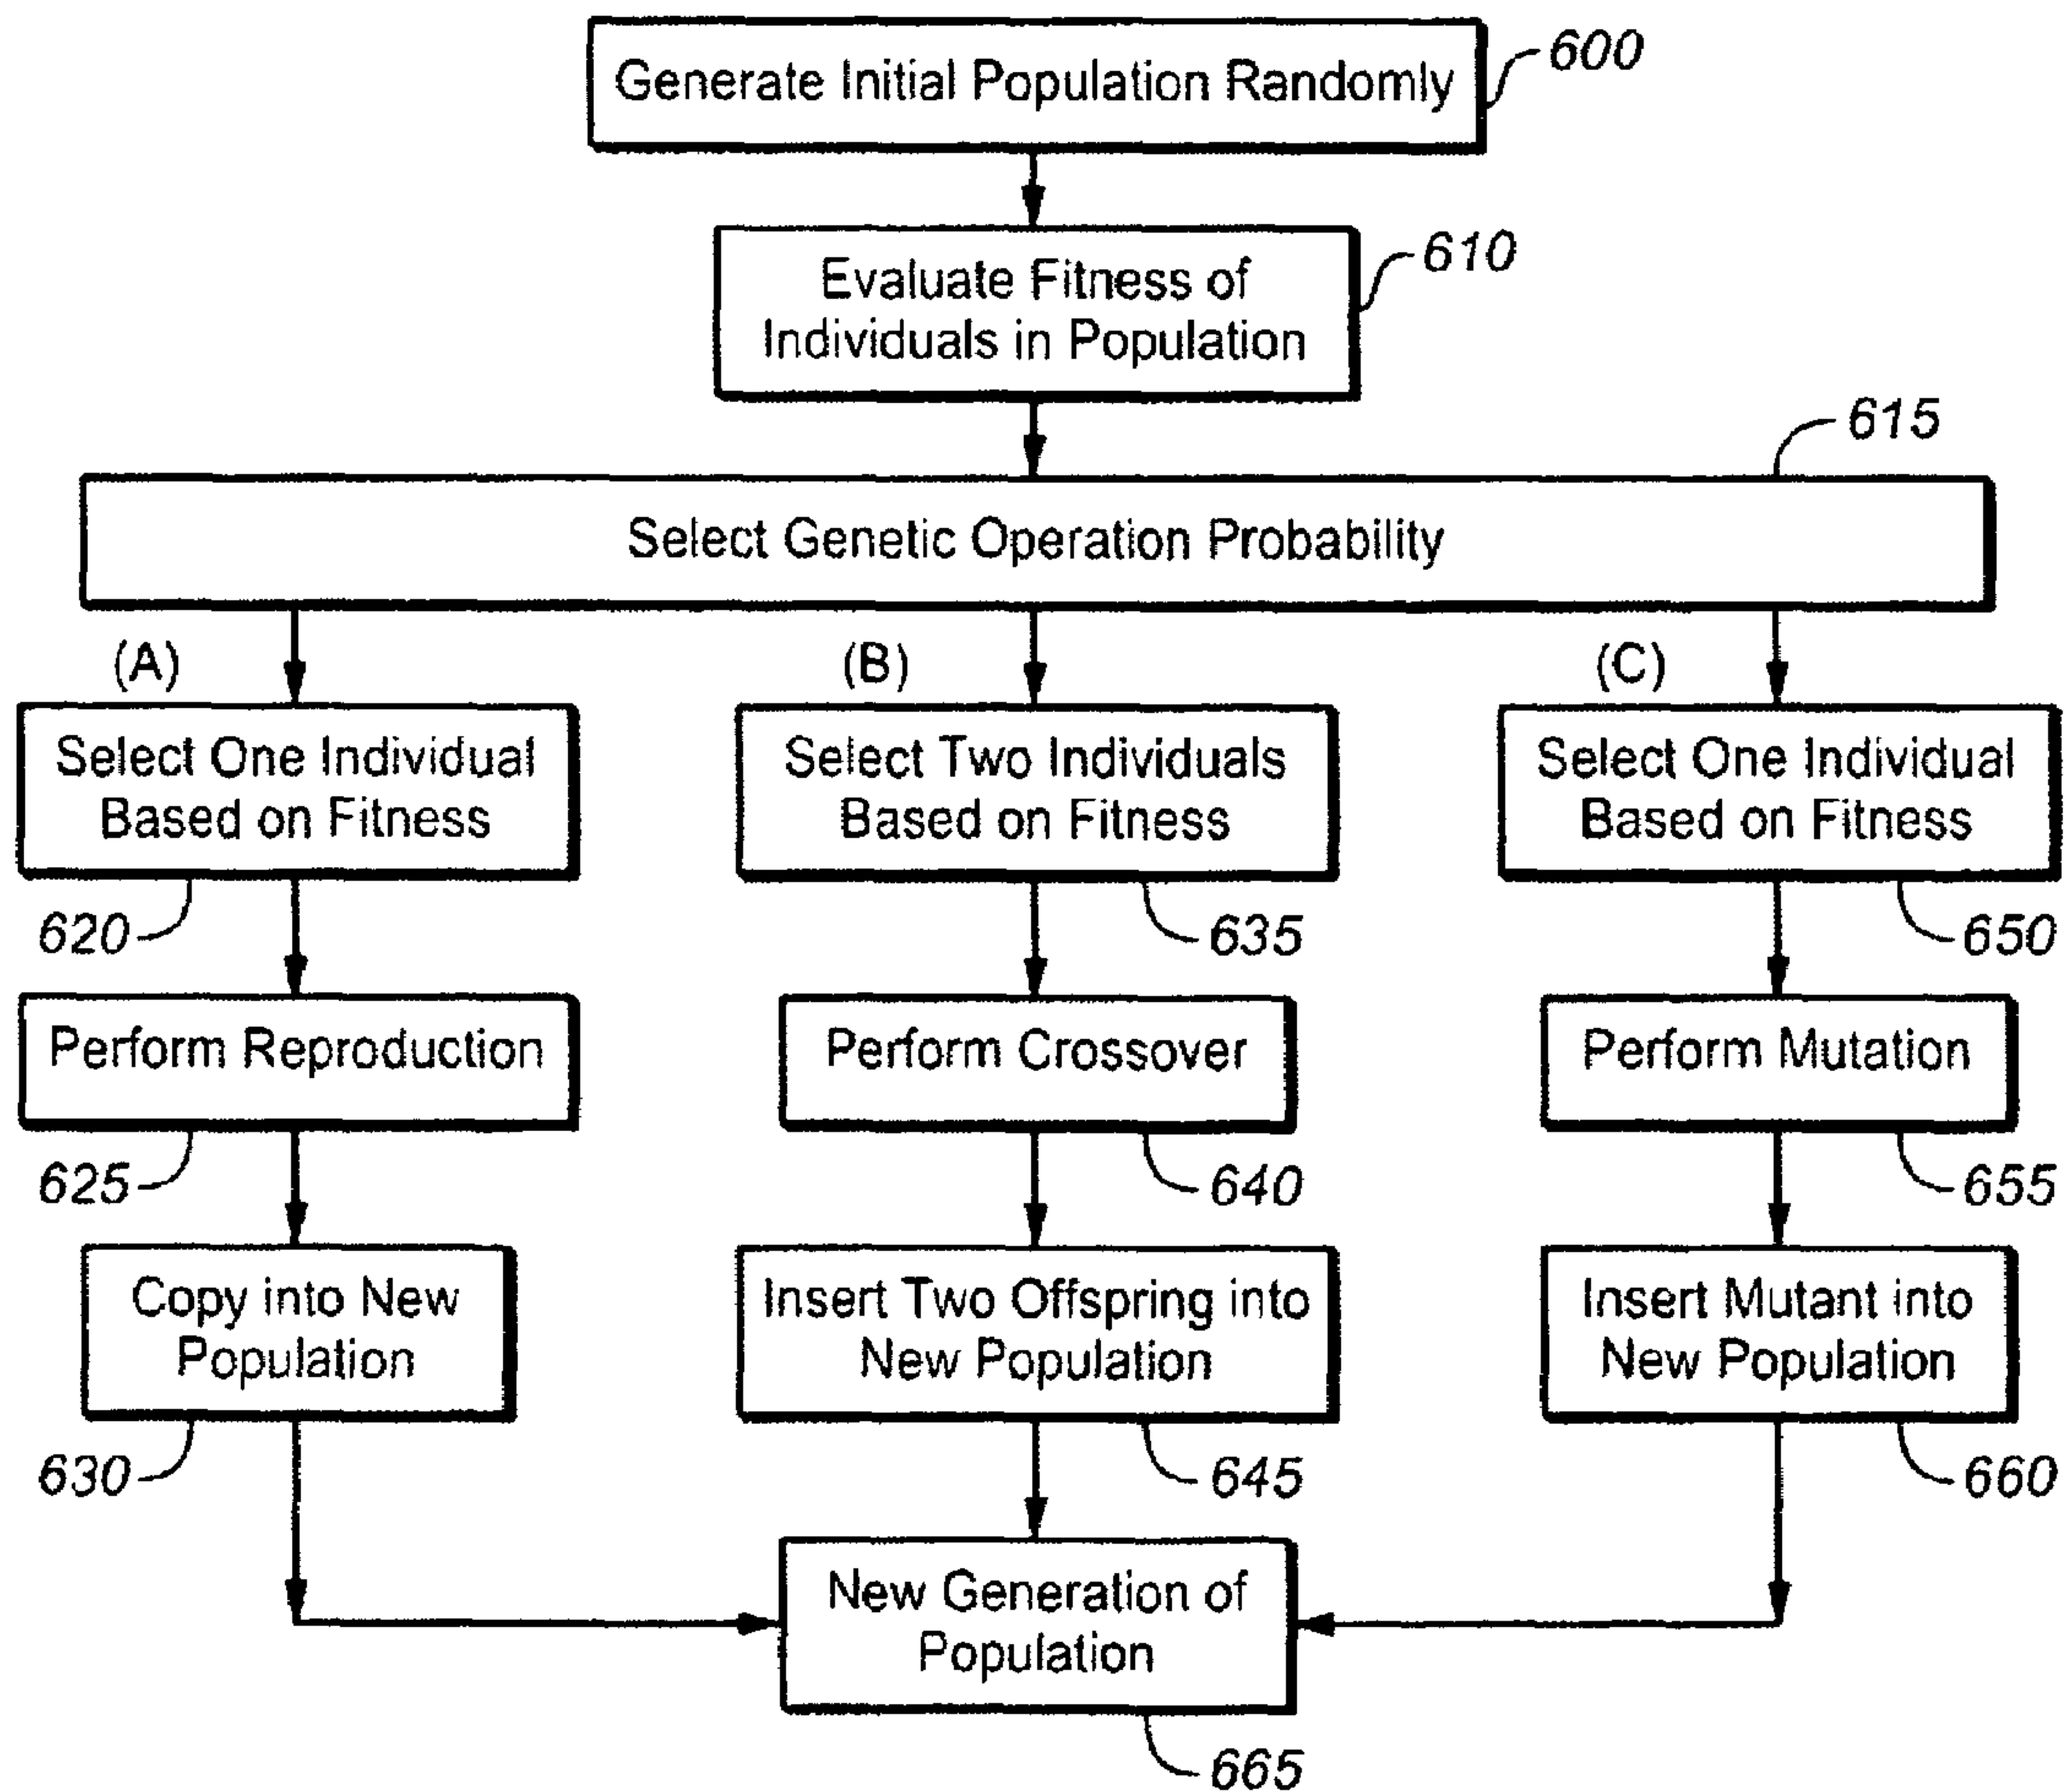 Generate Initial Population Randomly
600
Evaluate Fitness of
Individuals in Population
610
615
Select Genetic Operation Probability
(A)
(B)
(C)
Select One Individual
Based on Fitness
Select Two Individuals
Based on Fitness
Select One Individual
Based on Fitness
620
635
650
Perform Reproduction
Perform Crossover
Perform Mutation
625
640
655
Copy into New
Population
Insert Two Offspring into
New Population
Insert Mutant into
New Population
630
645
660
New Generation of
Population
665